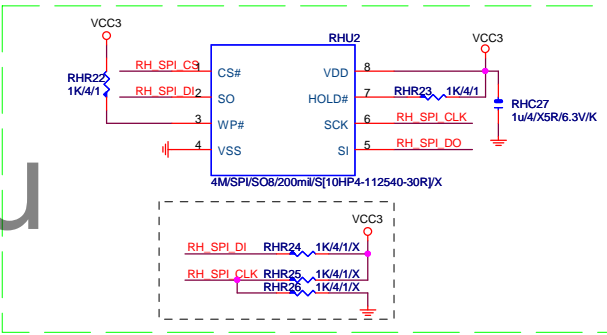 VCC3
RHU2
VCC3
RH_SPI_CS 1 CS# VDD 8
RHR22
1K/4/1
RH_SPI_DI 2 SO HOLD# 7 RHR23 1K/4/1
RHC27
1u/4/X5R/6.3V/K
3 WP# SCK 6 RH_SPI_CLK
4 VSS SI 5 RH_SPI_DO
4M/SPI/SO8/200mil/S[10HP4-112540-30R]/X
u
VCC3
RH_SPI_DI RHR24 1K/4/1/X
RH_SPI_CLK RHR25 1K/4/1/X
RHR26 1K/4/1/X